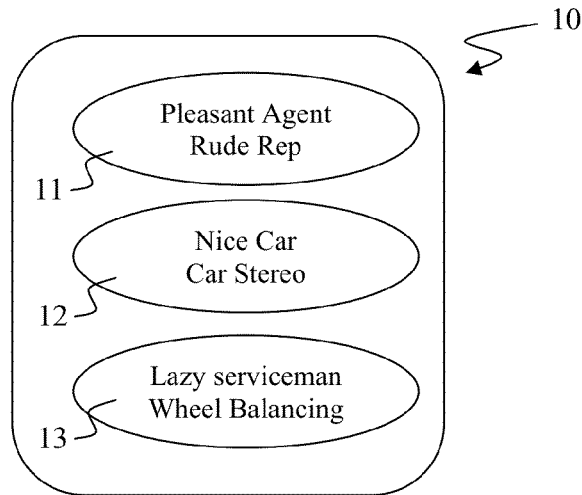 10
Pleasant Agent
Rude Rep
11
Nice Car
Car Stereo
12
Lazy serviceman
Wheel Balancing
13